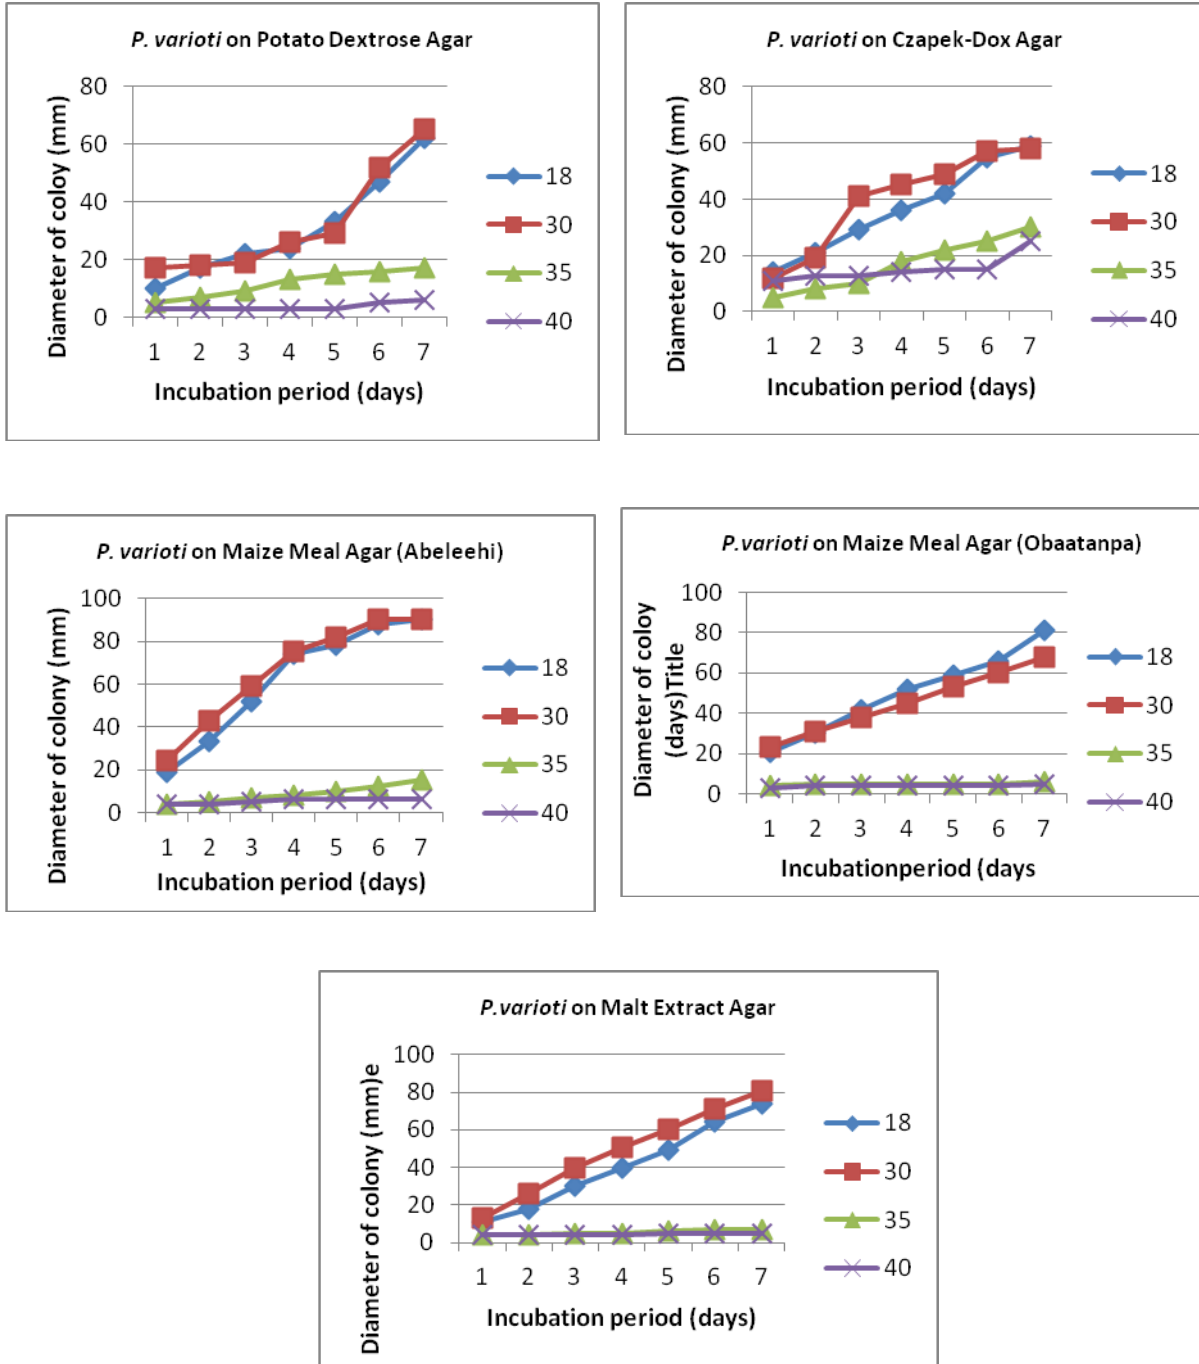 P. varioti on Potato Dextrose Agar
Diameter of coloy (mm)
80
60
40
20
0
1 2 3 4 5 6 7
Incubation period (days)
18
30
35
40
P. varioti on Czapek-Dox Agar
Diameter of colony (mm)
80
60
40
20
0
1 2 3 4 5 6 7
Incubation period (days)
18
30
35
40
P. varioti on Maize Meal Agar (Abeleehi)
Diameter of colony (mm)
100
80
60
40
20
0
1 2 3 4 5 6 7
Incubation period (days)
18
30
35
40
P.varioti on Maize Meal Agar (Obaatanpa)
Diameter of coloy
(days)Title
100
80
60
40
20
0
1 2 3 4 5 6 7
Incubationperiod (days
18
30
35
40
P.varioti on Malt Extract Agar
Diameter of colony (mm)e
100
80
60
40
20
0
1 2 3 4 5 6 7
Incubation period (days)
18
30
35
40